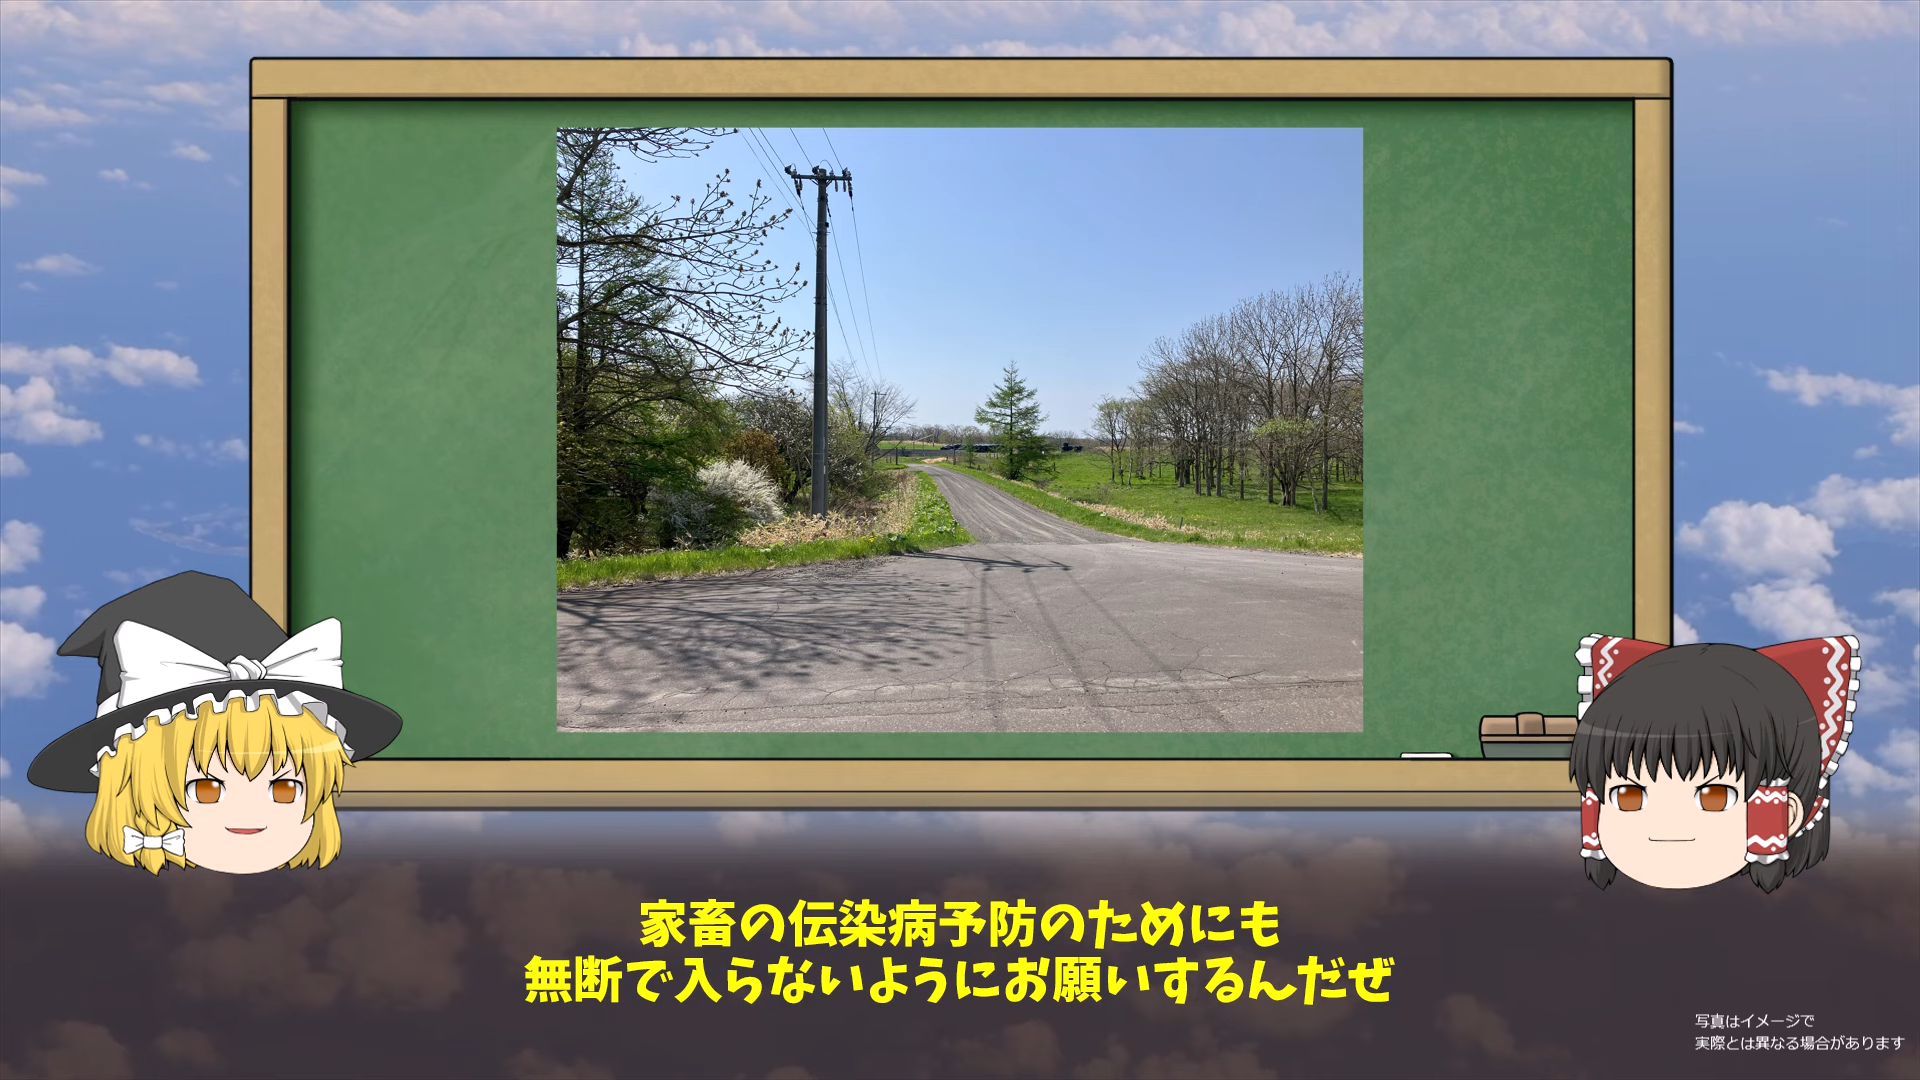 家畜の伝染病予防のためにも
無断で入らないようにお願いするんだぜ
写真はイメージで
実際とは異なる場合があります